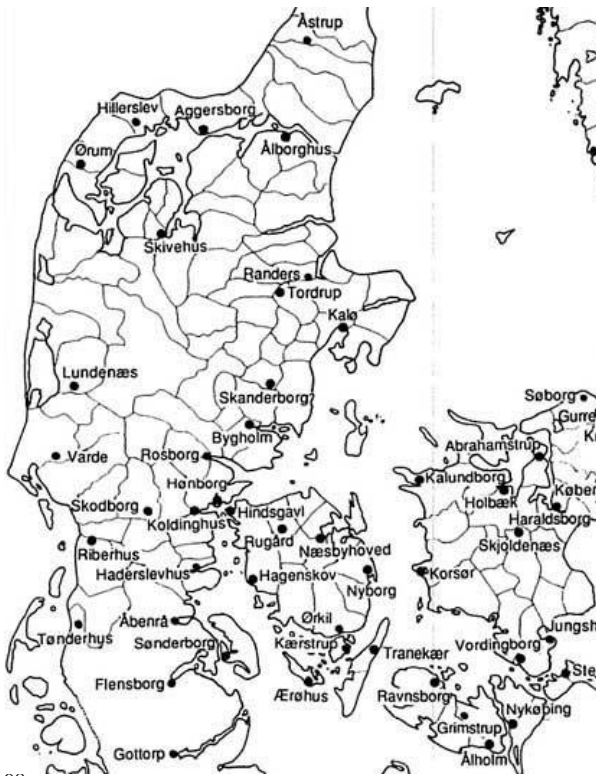 Åstrup
Hillerslev
Aggersborg
Ørum
Ålborghus
Skivehus
Randers
Tordrup
Kalø
Lundenæs
Skanderborg
Søborg
Gurre
Bygholm
Abrahamstrup
Varde
Rosborg
Kalundborg
Hønborg
Holbæk
Skodborg
Koldinghus
Hindsgavl
Haraldsborg
Rugård
Næsbyhoved
Skjoldenæs
Riberhus
Haderslevhus
Hagenskov
Nyborg
Korsør
Åbenrå
Ørkil
Tønderhus
Sønderborg
Kærstrup
Tranekær
Vordingborg
Flensborg
Ærøhus
Ravnsborg
Nykøbing
Grimstrup
Ålholm
Gottorp